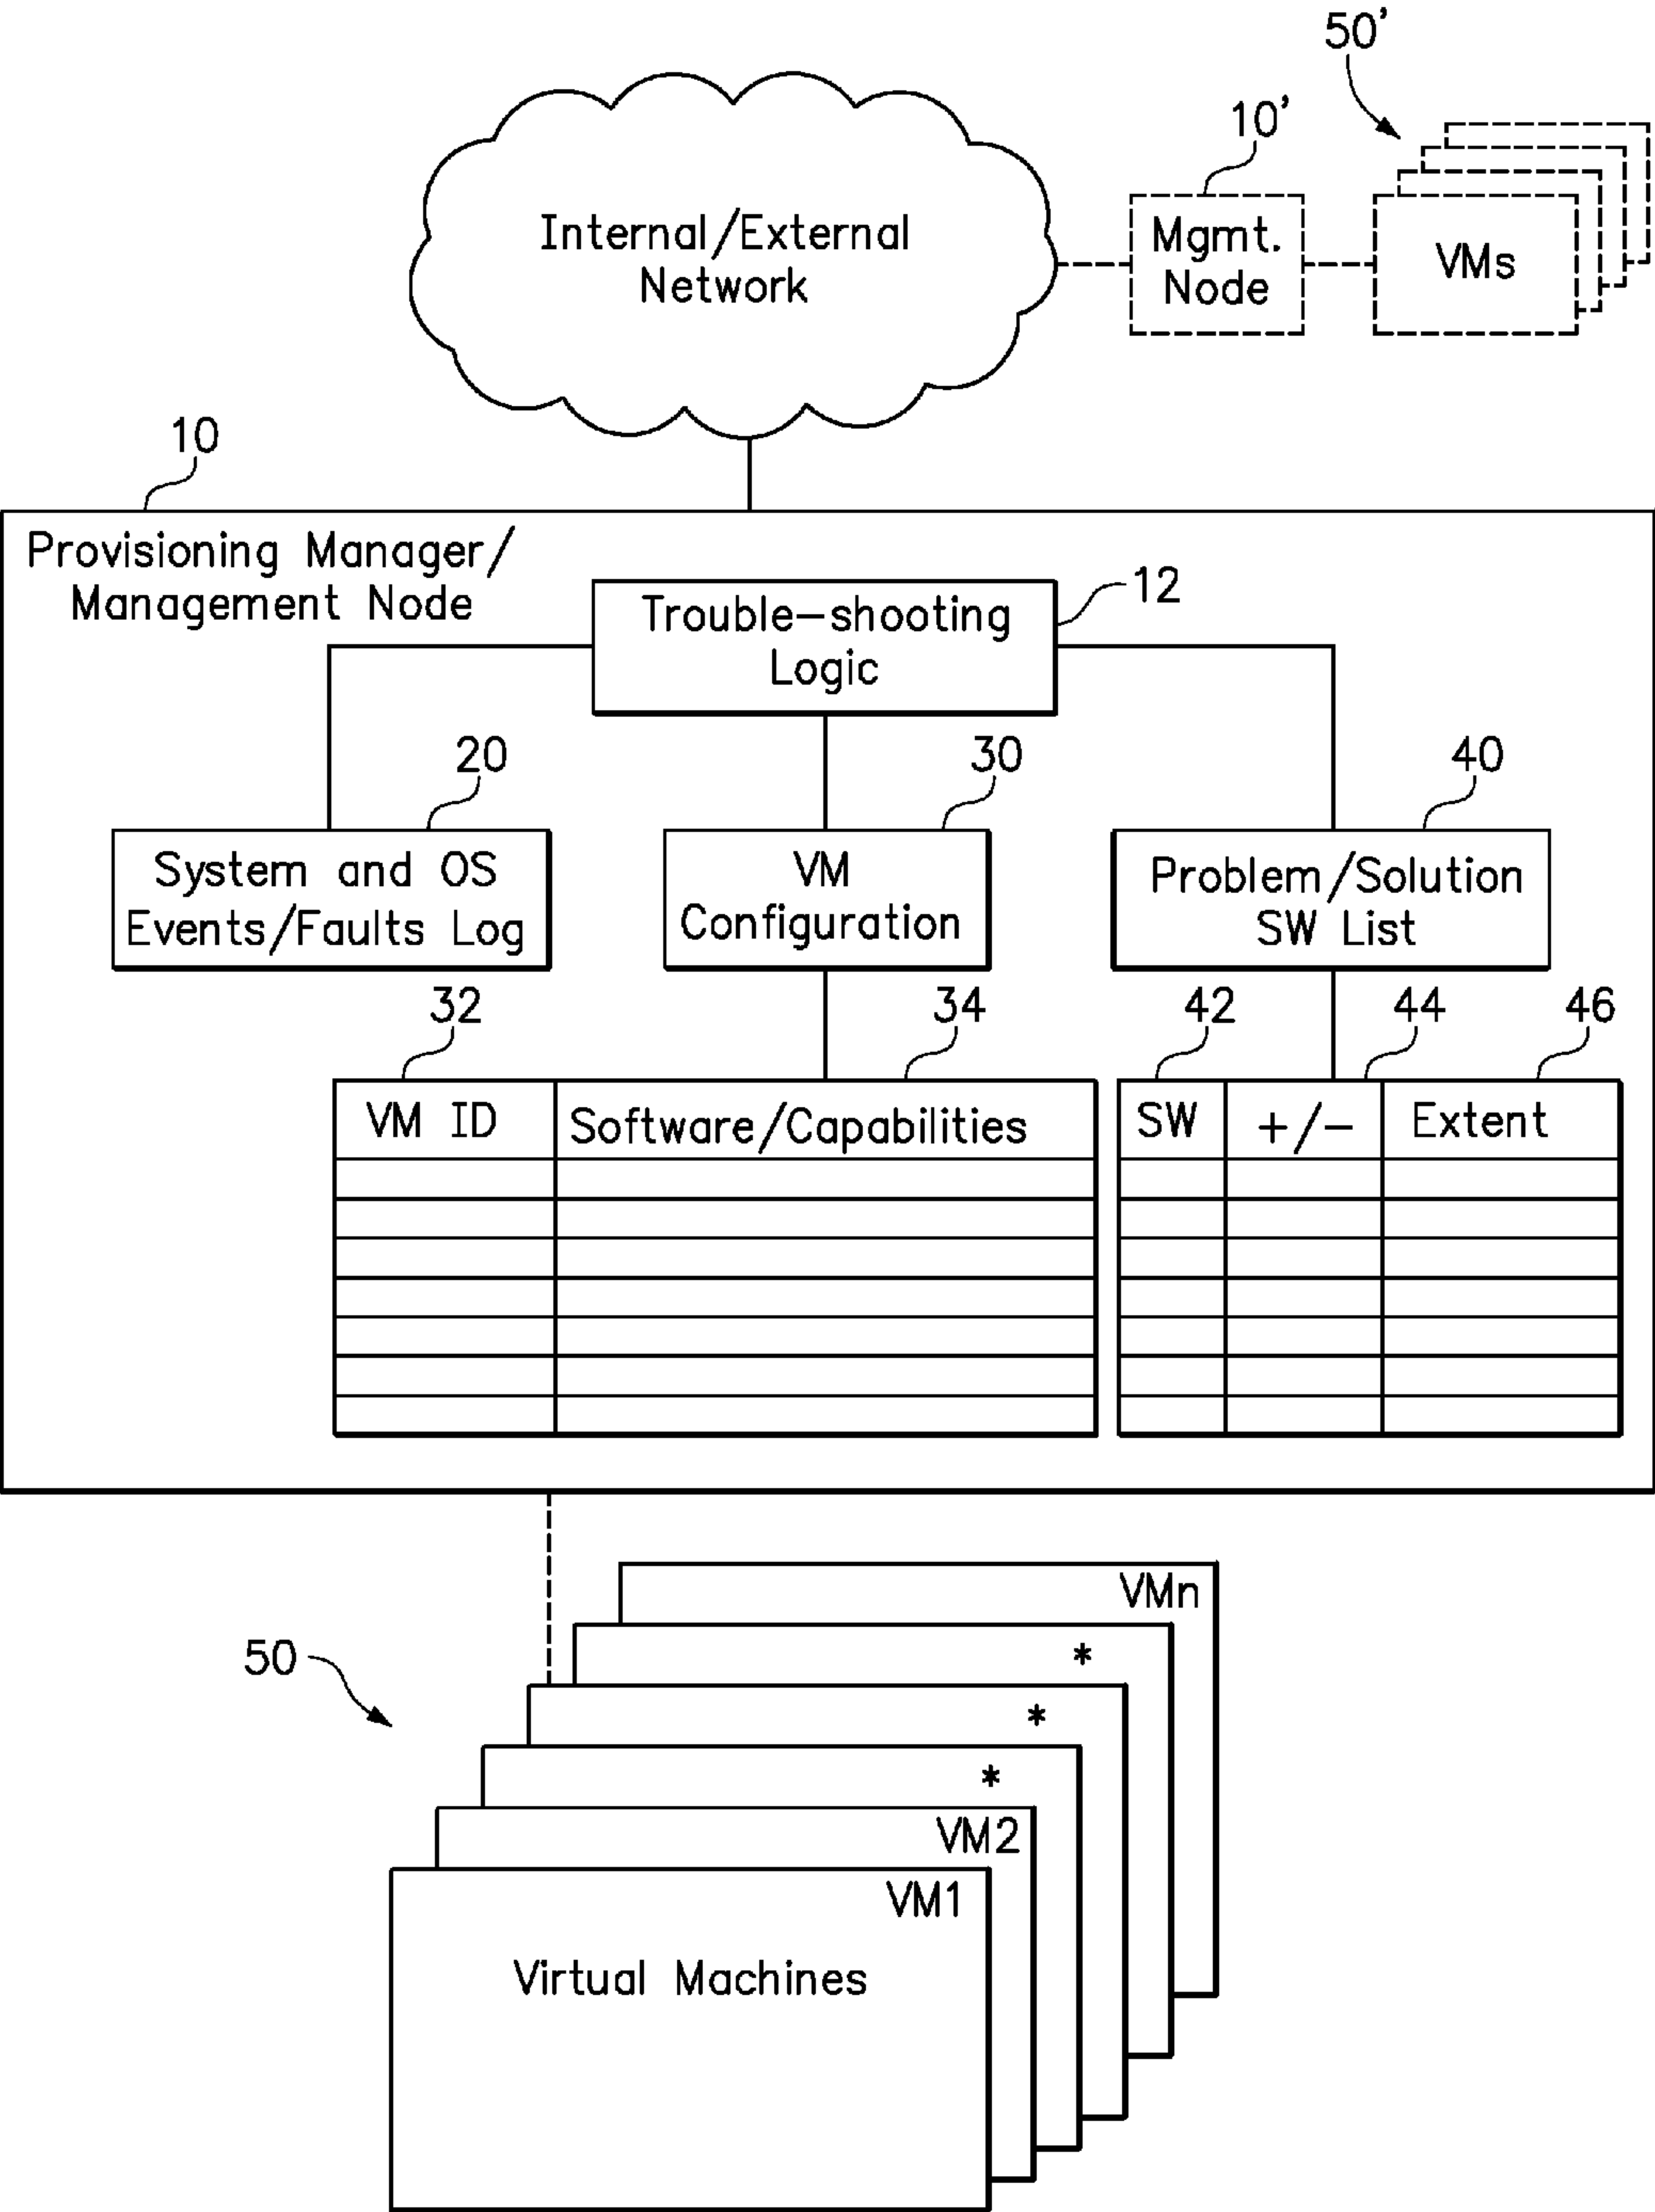 50'
10'
Internal/External
Network
Mgmt.
Node
VMs
10
Provisioning Manager/
Management Node
12
Trouble-shooting
Logic
20
30
40
System and OS
Events/Faults Log
VM
Configuration
Problem/Solution
SW List
32
34
42
44
46
VM ID
Software/Capabilities
SW
+/-
Extent
50
VMn
*
*
*
VM2
VM1
Virtual Machines